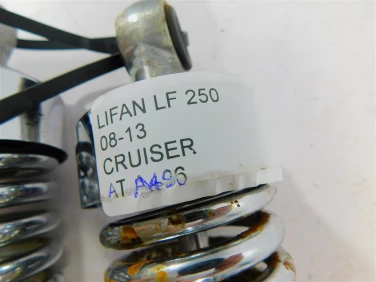 LIFAN LF 250
08-13
CRUISER
AT A496